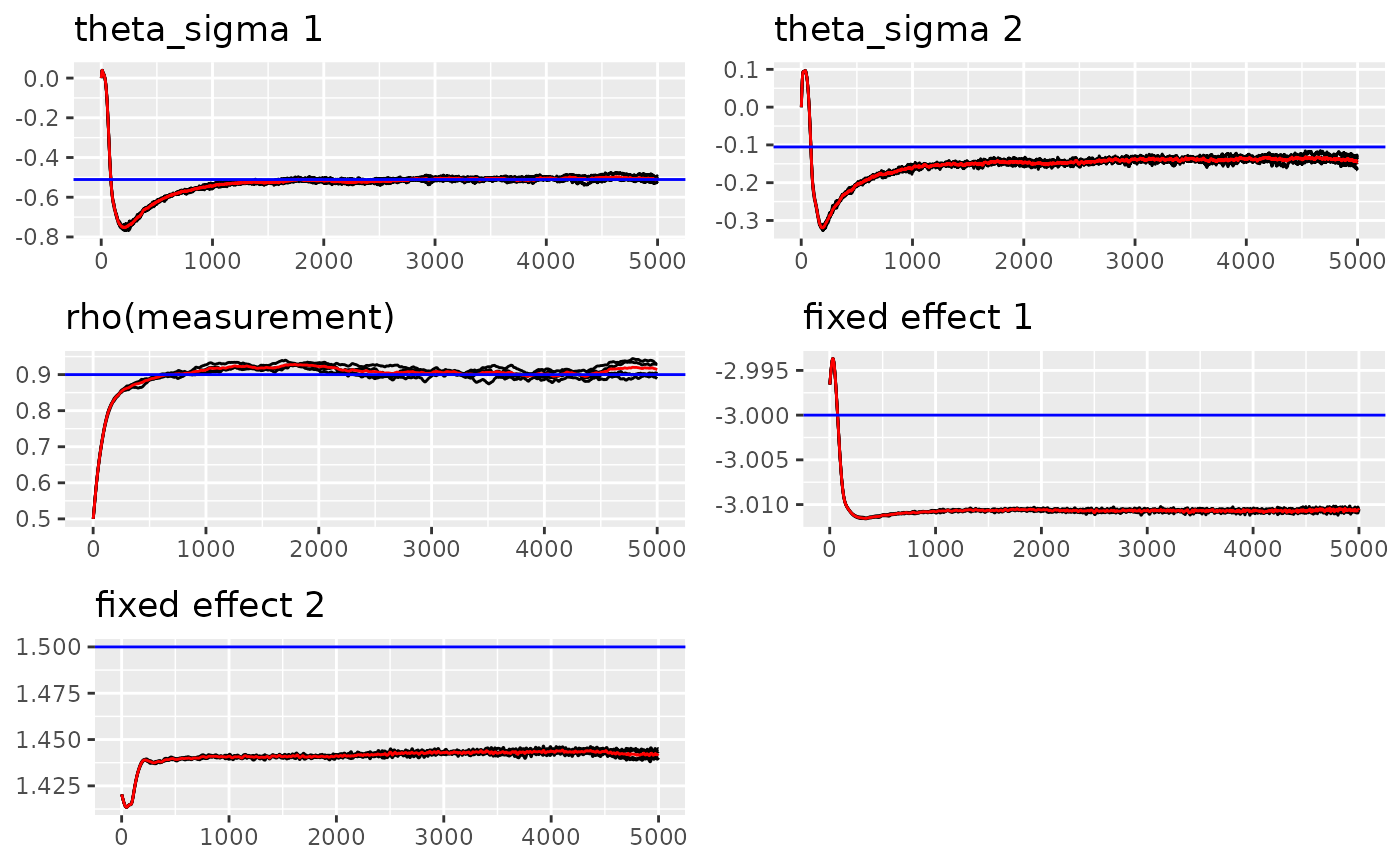 theta_sigma 1
0.0
-0.2
-0.4
-0.6
-0.8
0 1000 2000 3000 4000 5000
theta_sigma 2
0.1
0.0
-0.1
-0.2
-0.3
0 1000 2000 3000 4000 5000
rho(measurement)
0.9
0.8
0.7
0.6
0.5
0 1000 2000 3000 4000 5000
fixed effect 1
-2.995
-3.000
-3.005
-3.010
0 1000 2000 3000 4000 5000
fixed effect 2
1.500
1.475
1.450
1.425
0 1000 2000 3000 4000 5000